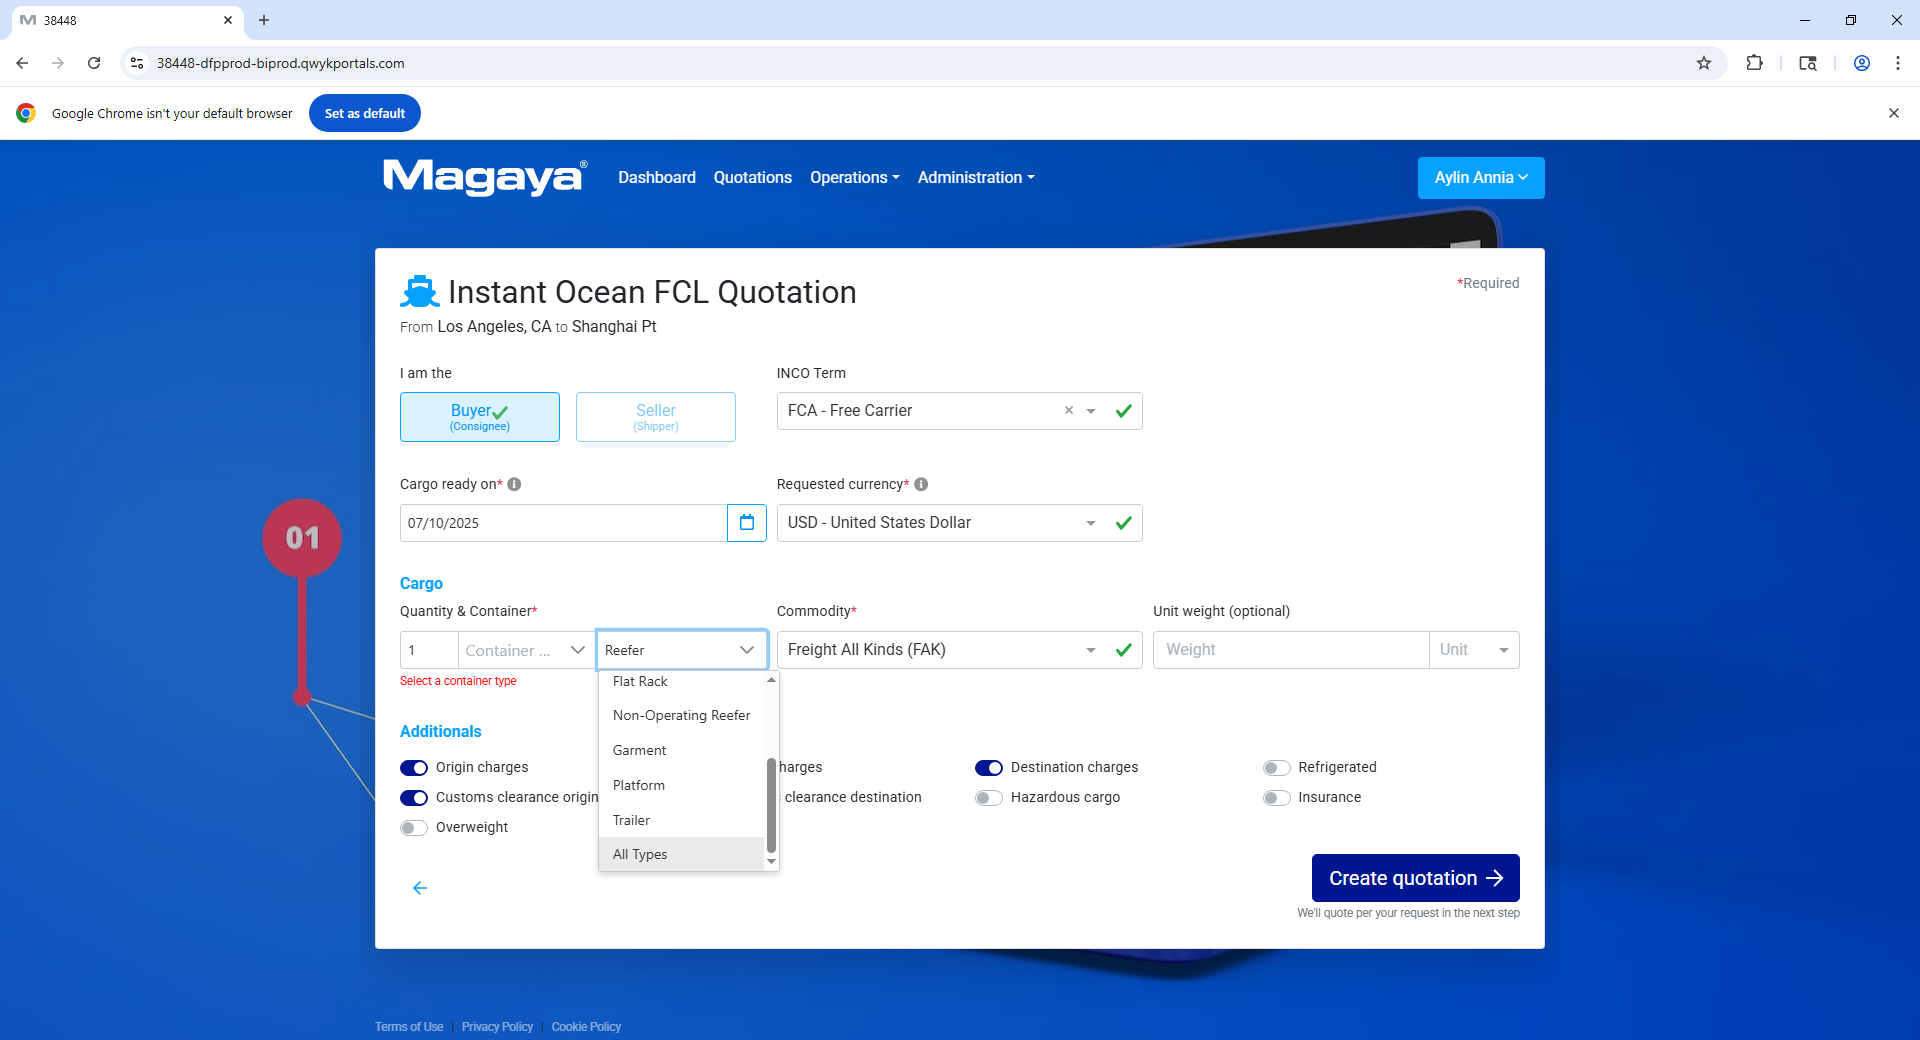 38448
38448-dfpprod-biprod.qwykportals.com
Google Chrome isn't your default browser
Set as default
Magaya®
Dashboard
Quotations
Operations
Administration
Aylin Annia
Instant Ocean FCL Quotation
*Required
From Los Angeles, CA to Shanghai Pt
I am the
INCO Term
Buyer
(Consignee)
Seller
(Shipper)
FCA - Free Carrier
Cargo ready on*
Requested currency*
07/10/2025
USD - United States Dollar
01
Cargo
Quantity & Container*
Commodity*
Unit weight (optional)
1
Container ...
Reefer
Freight All Kinds (FAK)
Weight
Unit
Select a container type
Flat Rack
Non-Operating Reefer
Garment
Platform
Trailer
All Types
Additionals
Origin charges
harges
Destination charges
Refrigerated
Customs clearance origin
clearance destination
Hazardous cargo
Insurance
Overweight
Create quotation
We'll quote per your request in the next step
Terms of Use | Privacy Policy | Cookie Policy